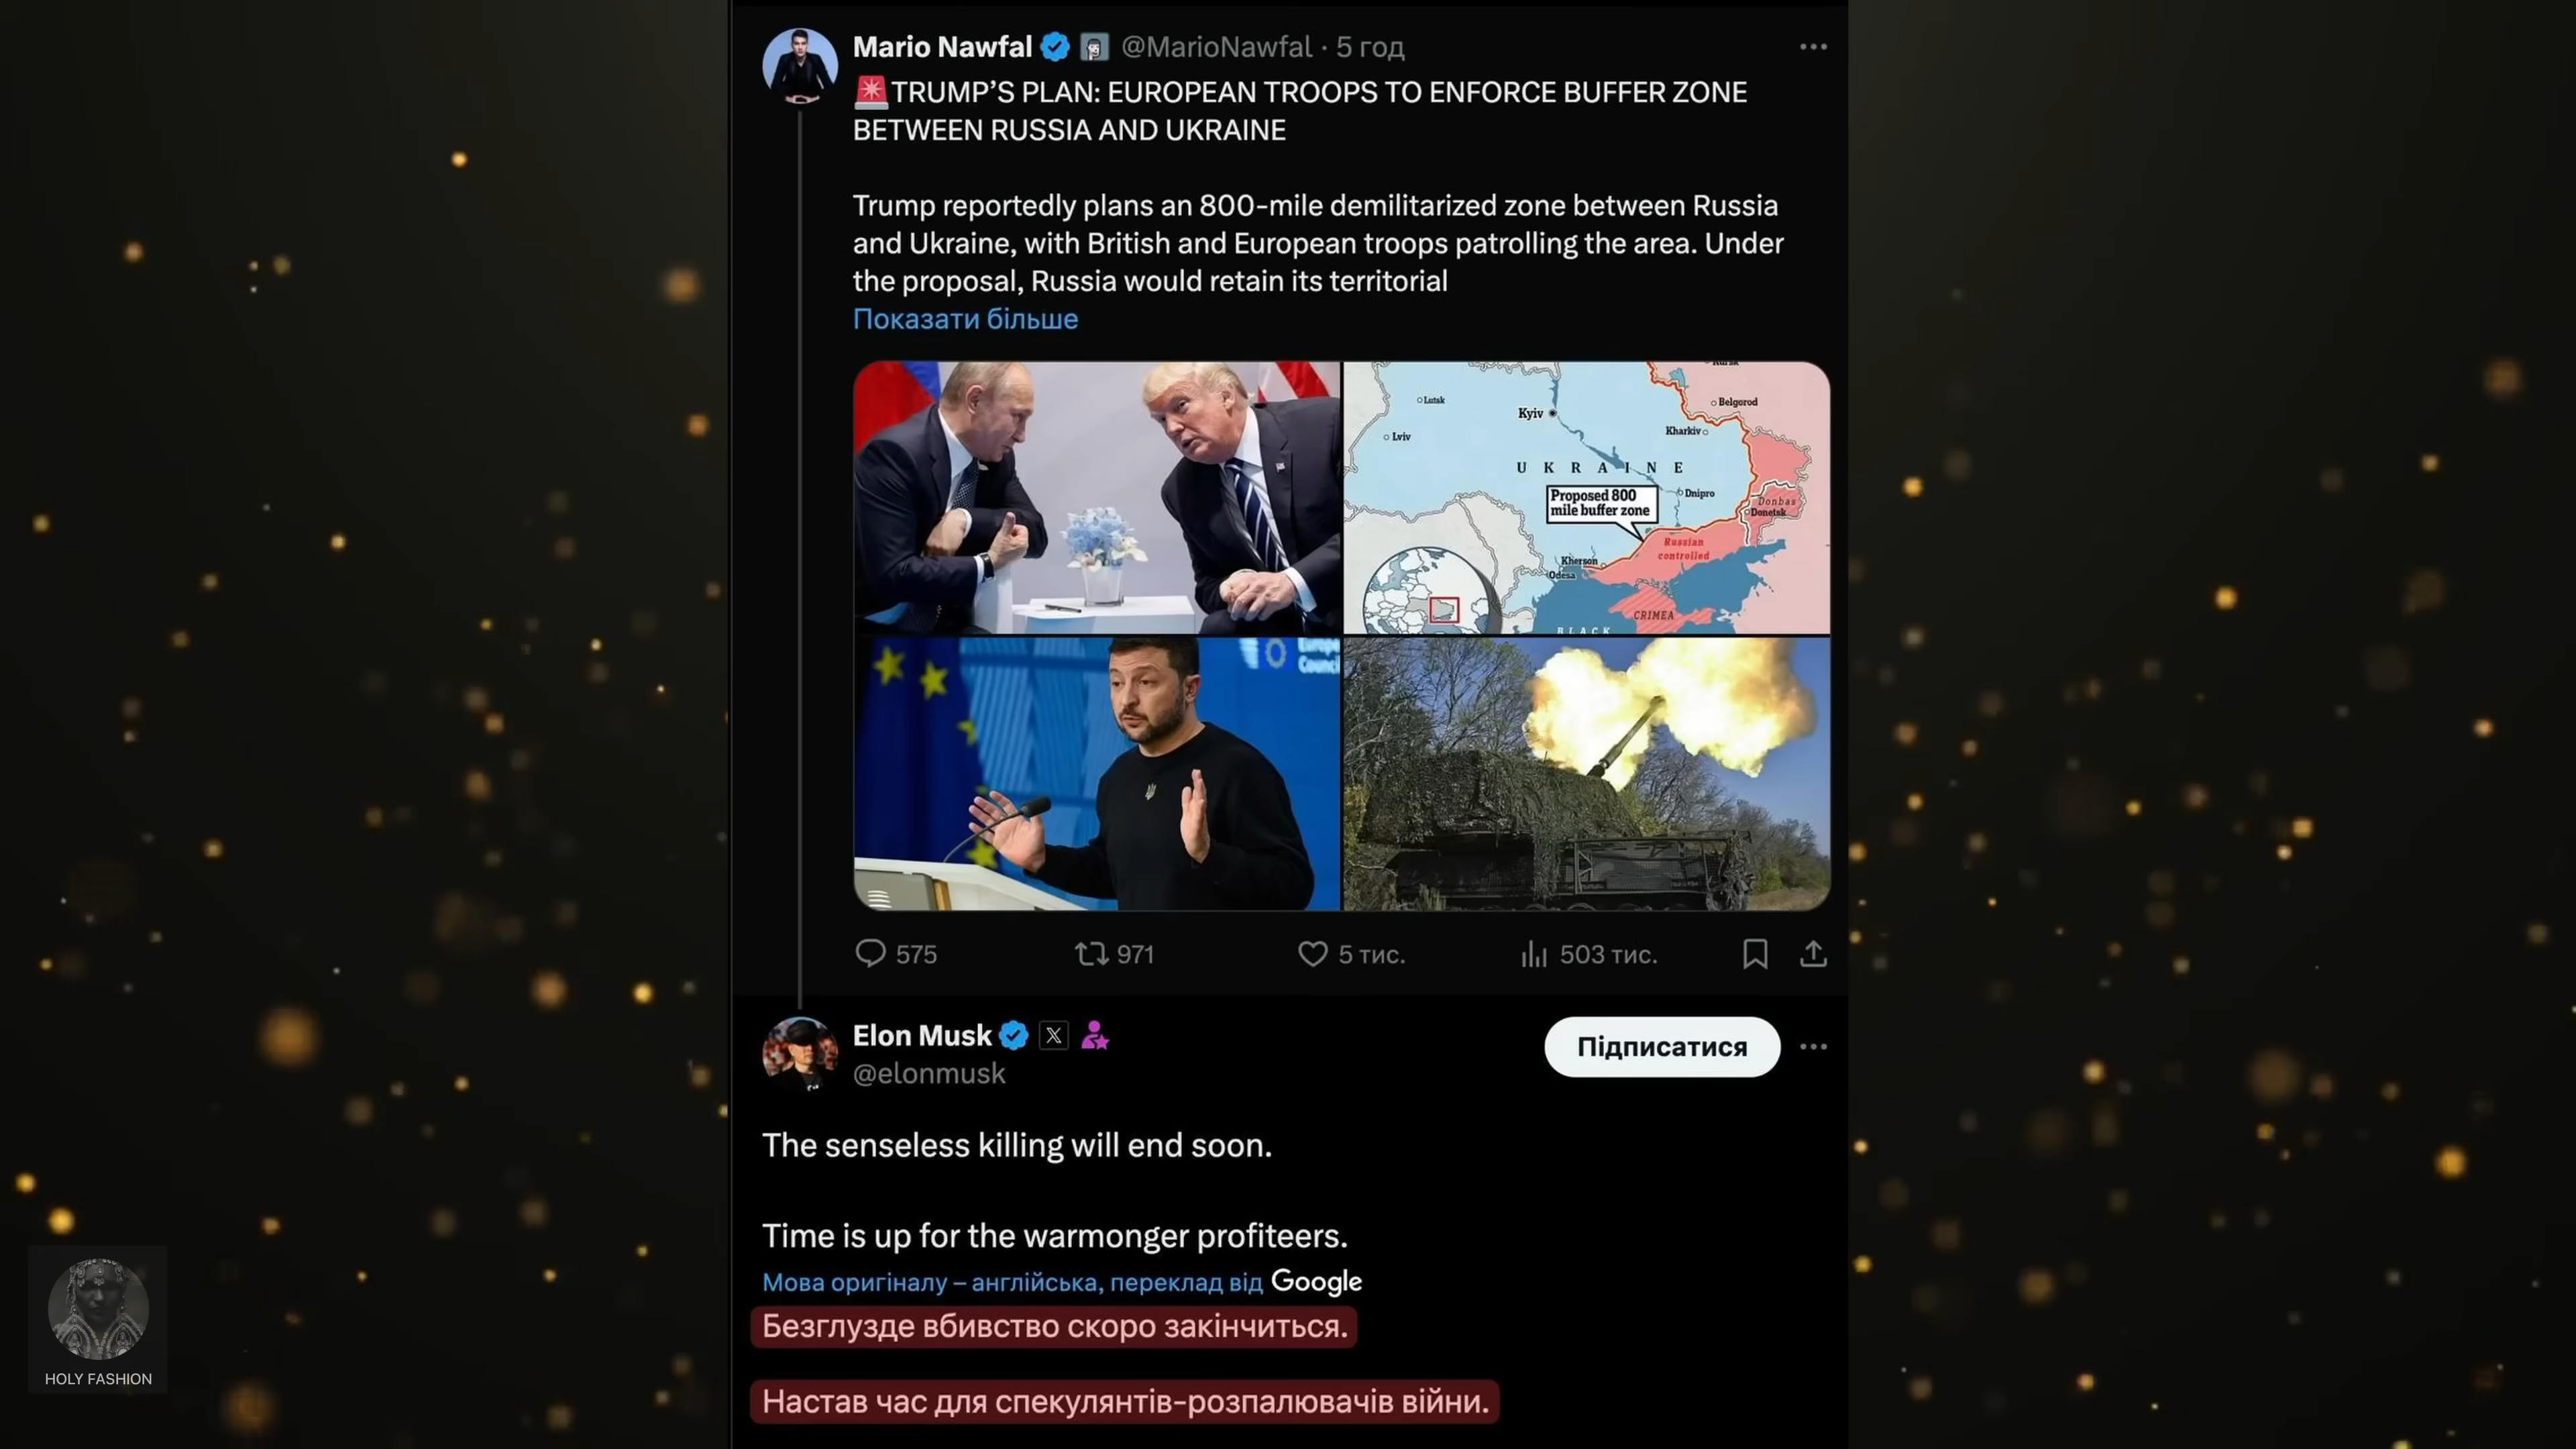 Mario Nawfal @MarioNawfal · 5 год
🚨TRUMP’S PLAN: EUROPEAN TROOPS TO ENFORCE BUFFER ZONE
BETWEEN RUSSIA AND UKRAINE
Trump reportedly plans an 800-mile demilitarized zone between Russia
and Ukraine, with British and European troops patrolling the area. Under
the proposal, Russia would retain its territorial
Показати більше
Lutsk
Kyiv
Belgorod
Lviv
Kharkiv
UKRAINE
Proposed 800
mile buffer zone
Dnipro
Donbas
Donetsk
Russian
controlled
Kherson
Odesa
CRIMEA
BLACK
575 971 5 тис. 503 тис.
Elon Musk
@elonmusk
Підписатися
The senseless killing will end soon.
Time is up for the warmonger profiteers.
Мова оригіналу – англійська, переклад від Google
Безглузде вбивство скоро закінчиться.
Настав час для спекулянтів-розпалювачів війни.
HOLY FASHION